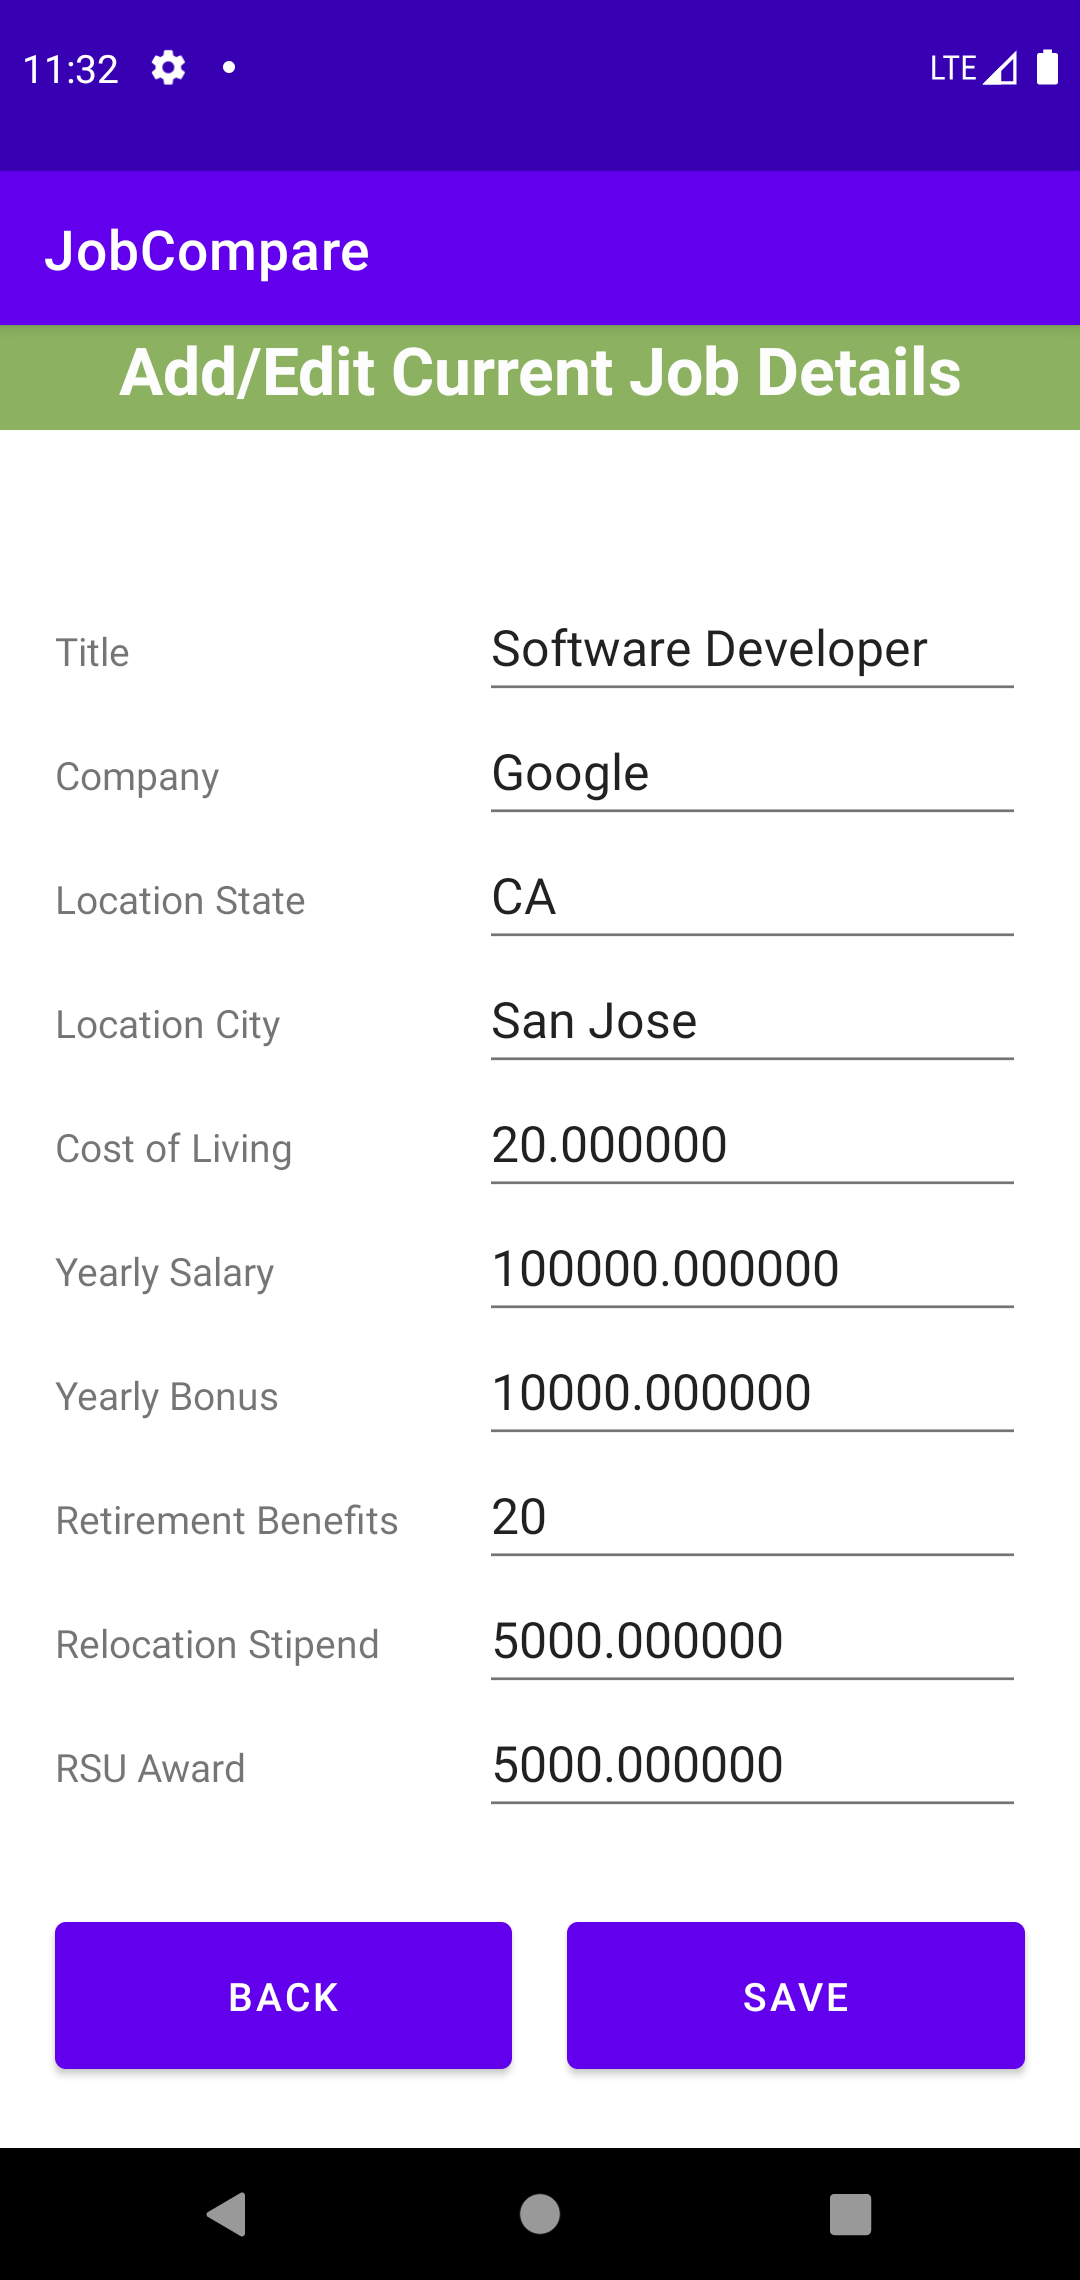 11:32
LTE
JobCompare
Add/Edit Current Job Details
Title Software Developer
Company Google
Location State CA
Location City San Jose
Cost of Living 20.000000
Yearly Salary 100000.000000
Yearly Bonus 10000.000000
Retirement Benefits 20
Relocation Stipend 5000.000000
RSU Award 5000.000000
BACK SAVE